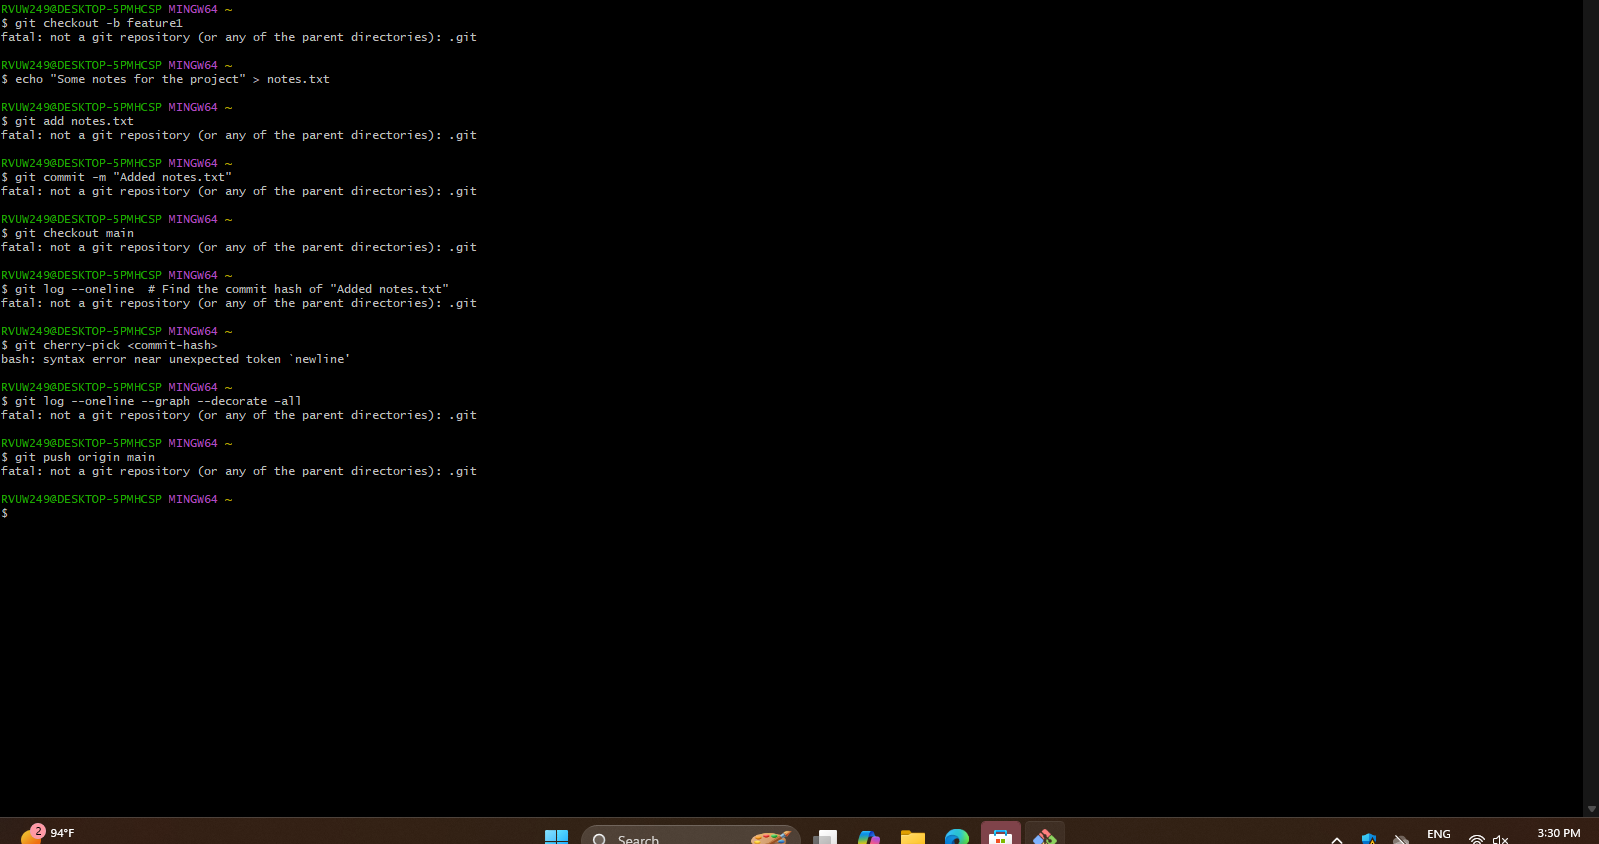 RVUW249@DESKTOP-5PMHCSP MINGW64 ~
$ git checkout -b feature1
fatal: not a git repository (or any of the parent directories): .git
RVUW249@DESKTOP-5PMHCSP MINGW64 ~
$ echo "Some notes for the project" > notes.txt
RVUW249@DESKTOP-5PMHCSP MINGW64 ~
$ git add notes.txt
fatal: not a git repository (or any of the parent directories): .git
RVUW249@DESKTOP-5PMHCSP MINGW64 ~
$ git commit -m "Added notes.txt"
fatal: not a git repository (or any of the parent directories): .git
RVUW249@DESKTOP-5PMHCSP MINGW64 ~
$ git checkout main
fatal: not a git repository (or any of the parent directories): .git
RVUW249@DESKTOP-5PMHCSP MINGW64 ~
$ git log --oneline  # Find the commit hash of "Added notes.txt"
fatal: not a git repository (or any of the parent directories): .git
RVUW249@DESKTOP-5PMHCSP MINGW64 ~
$ git cherry-pick <commit-hash>
bash: syntax error near unexpected token `newline'
RVUW249@DESKTOP-5PMHCSP MINGW64 ~
$ git log --oneline --graph --decorate –all
fatal: not a git repository (or any of the parent directories): .git
RVUW249@DESKTOP-5PMHCSP MINGW64 ~
$ git push origin main
fatal: not a git repository (or any of the parent directories): .git
RVUW249@DESKTOP-5PMHCSP MINGW64 ~
$
2 94°F
Search
ENG
3:30 PM